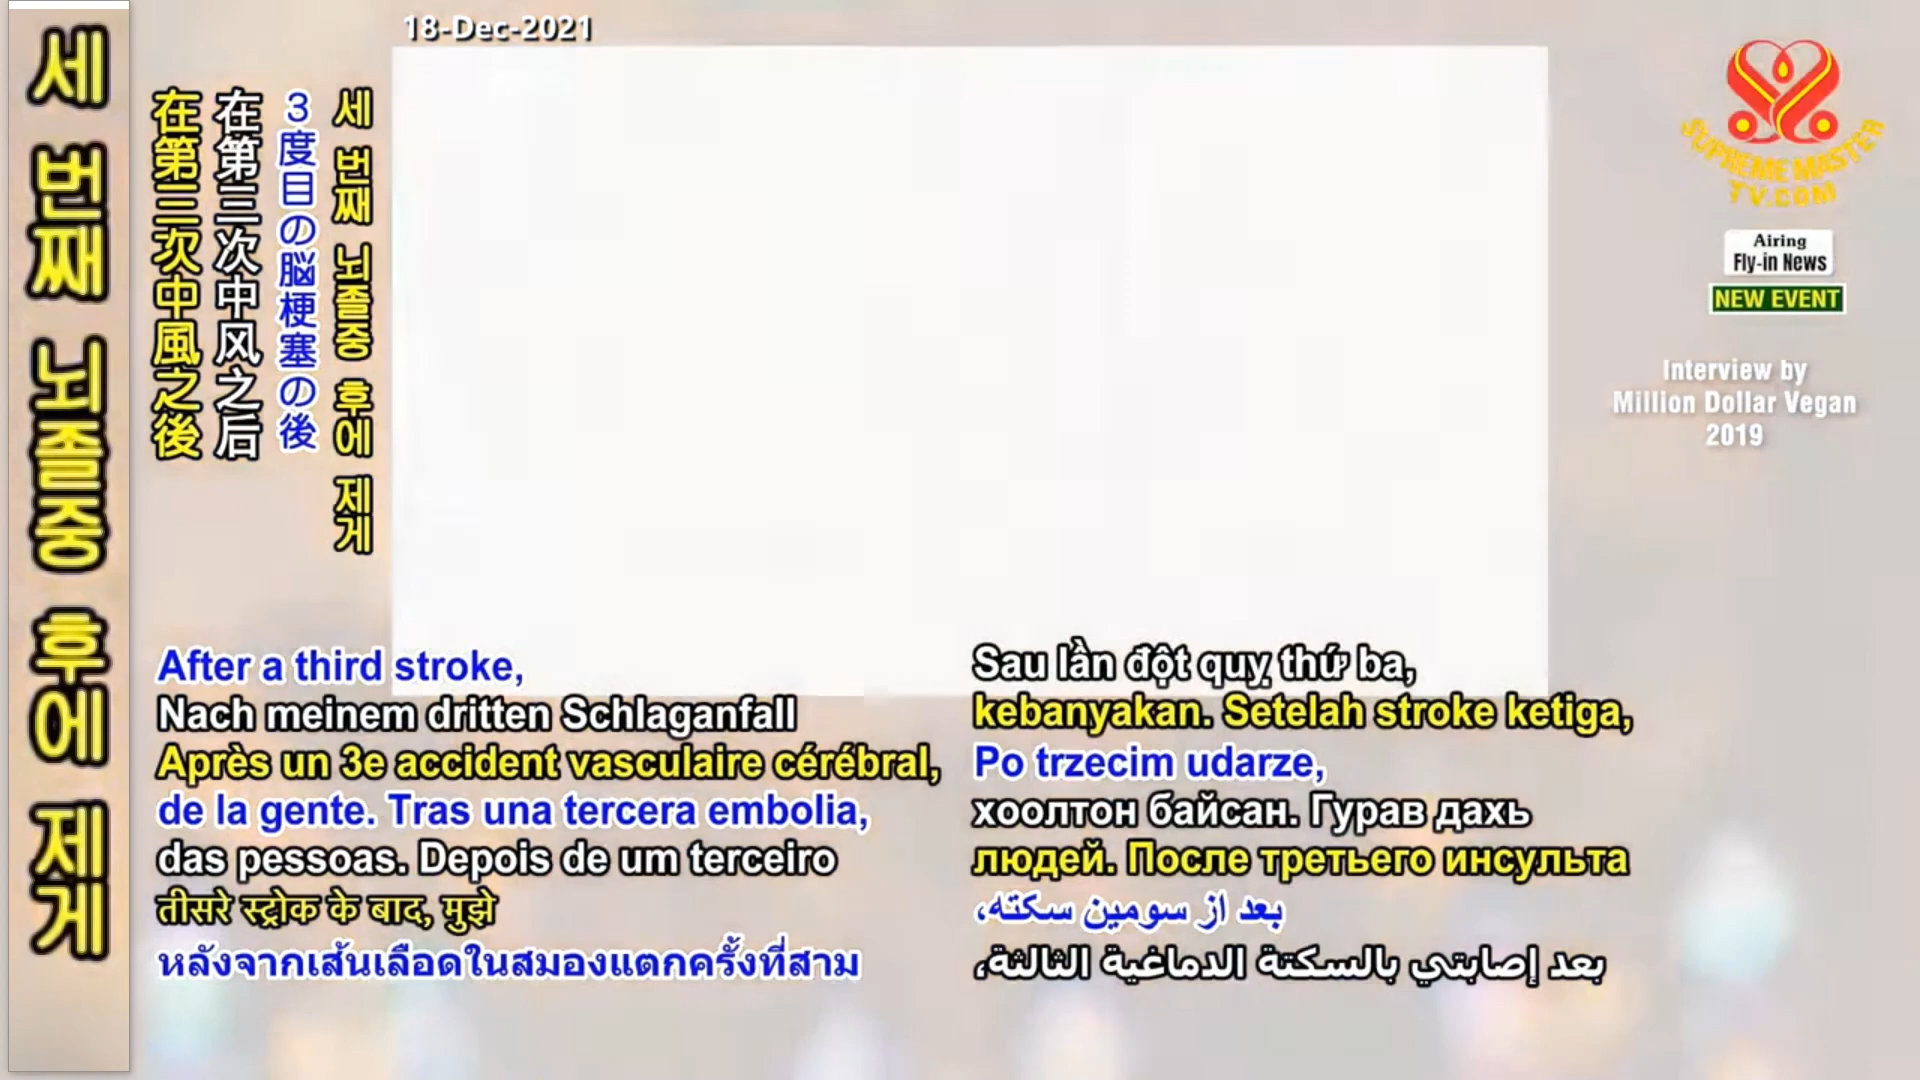 18-Dec-2021
세 번째 뇌졸중 후에 제게
在第三次中風之後
在第三次中风之后
３度目の脳梗塞の後
세 번째 뇌졸중 후에 제게
SUPREME MASTER
TV.COM
Airing
Fly-in News
NEW EVENT
Interview by
Million Dollar Vegan
2019
After a third stroke,
Nach meinem dritten Schlaganfall
Après un 3e accident vasculaire cérébral,
de la gente. Tras una tercera embolia,
das pessoas. Depois de um terceiro
तीसरे स्ट्रोक के बाद, मुझे
หลังจากเส้นเลือดในสมองแตกครั้งที่สาม
Sau lần đột quỵ thứ ba,
kebanyakan. Setelah stroke ketiga,
Po trzecim udarze,
хоолтон байсан. Гурав дахь
людей. После третьего инсульта
بعد از سومین سکته،
بعد إصابتي بالسكتة الدماغية الثالثة،